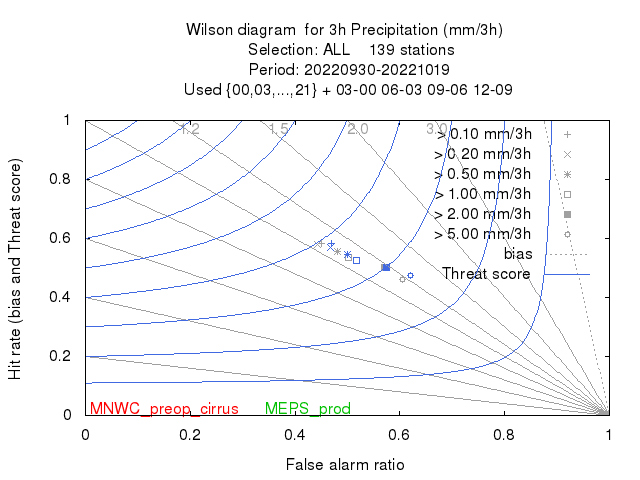 Wilson diagram  for 3h Precipitation (mm/3h)
Selection: ALL    139 stations
Period: 20220930-20221019
Used {00,03,...,21} + 03-00 06-03 09-06 12-09
1.2 1.5 2.0 3.0
> 0.10 mm/3h
> 0.20 mm/3h
> 0.50 mm/3h
> 1.00 mm/3h
> 2.00 mm/3h
> 5.00 mm/3h
bias
Threat score
Hit rate (bias and Threat score)
1
0.8
0.6
0.4
0.2
0
MNWC_preop_cirrus MEPS_prod
0 0.2 0.4 0.6 0.8 1
False alarm ratio